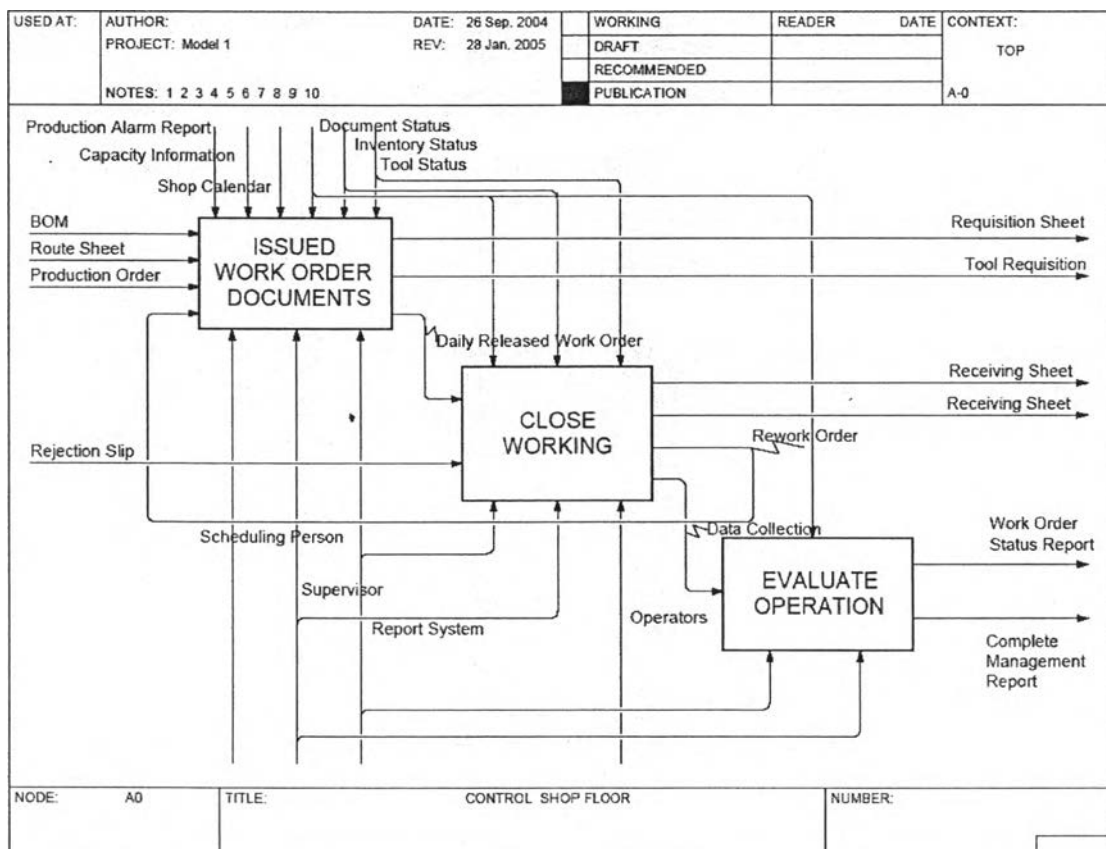 USED AT:
AUTHOR:
DATE: 26 Sep. 2004
PROJECT: Model 1
REV: 28 Jan. 2005
NOTES: 1 2 3 4 5 6 7 8 9 10
WORKING
DRAFT
RECOMMENDED
PUBLICATION
READER DATE
CONTEXT:
TOP
A-0
Production Alarm Report
Capacity Information
Shop Calendar
Document Status
Inventory Status
Tool Status
BOM
Route Sheet
Production Order
ISSUED
WORK ORDER
DOCUMENTS
Requisition Sheet
Tool Requisition
Daily Released Work Order
CLOSE
WORKING
Receiving Sheet
Receiving Sheet
Rework Order
Rejection Slip
Scheduling Person
Data Collection
Supervisor
Report System
Operators
EVALUATE
OPERATION
Work Order
Status Report
Complete
Management
Report
NODE: A0
TITLE: CONTROL SHOP FLOOR
NUMBER: